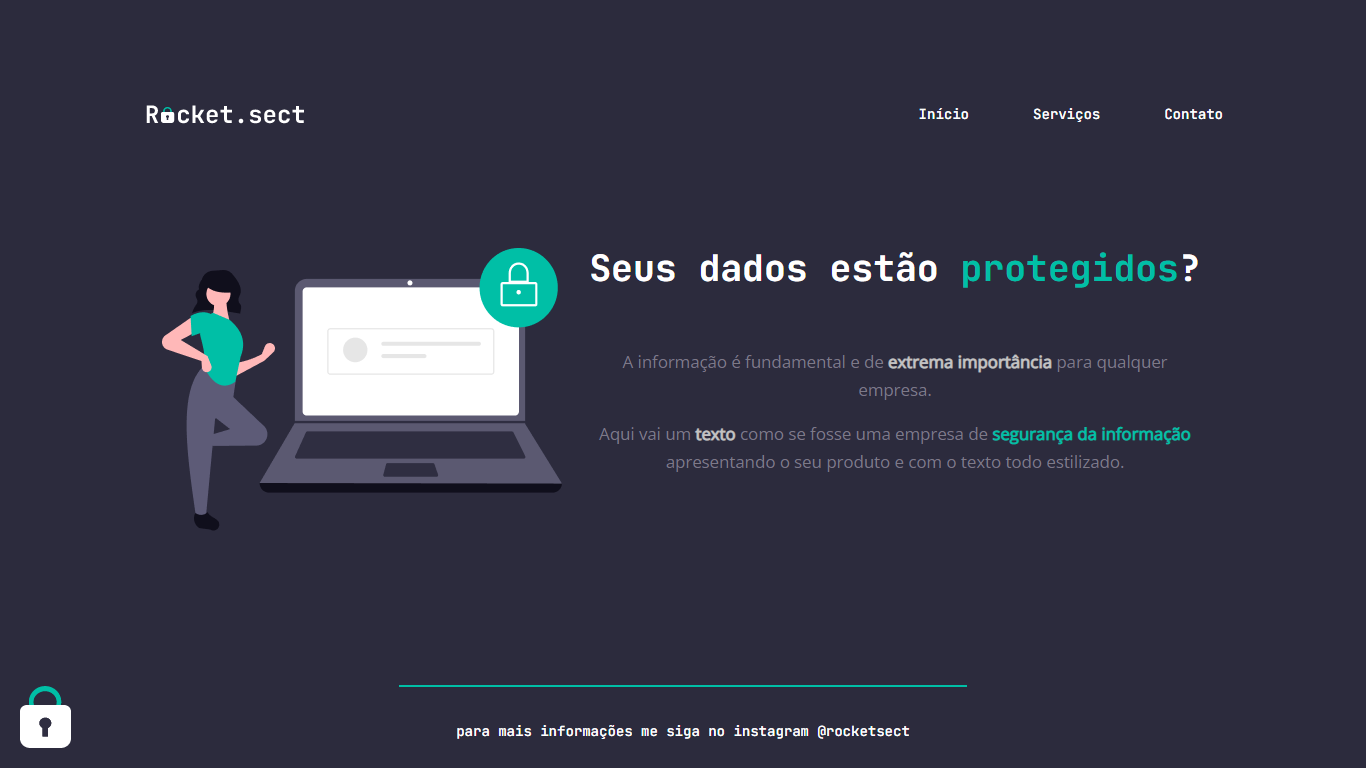 Rocket.sect
Início Serviços Contato
Seus dados estão protegidos?
A informação é fundamental e de extrema importância para qualquer
empresa.
Aqui vai um texto como se fosse uma empresa de segurança da informação
apresentando o seu produto e com o texto todo estilizado.
para mais informações me siga no instagram @rocketsect